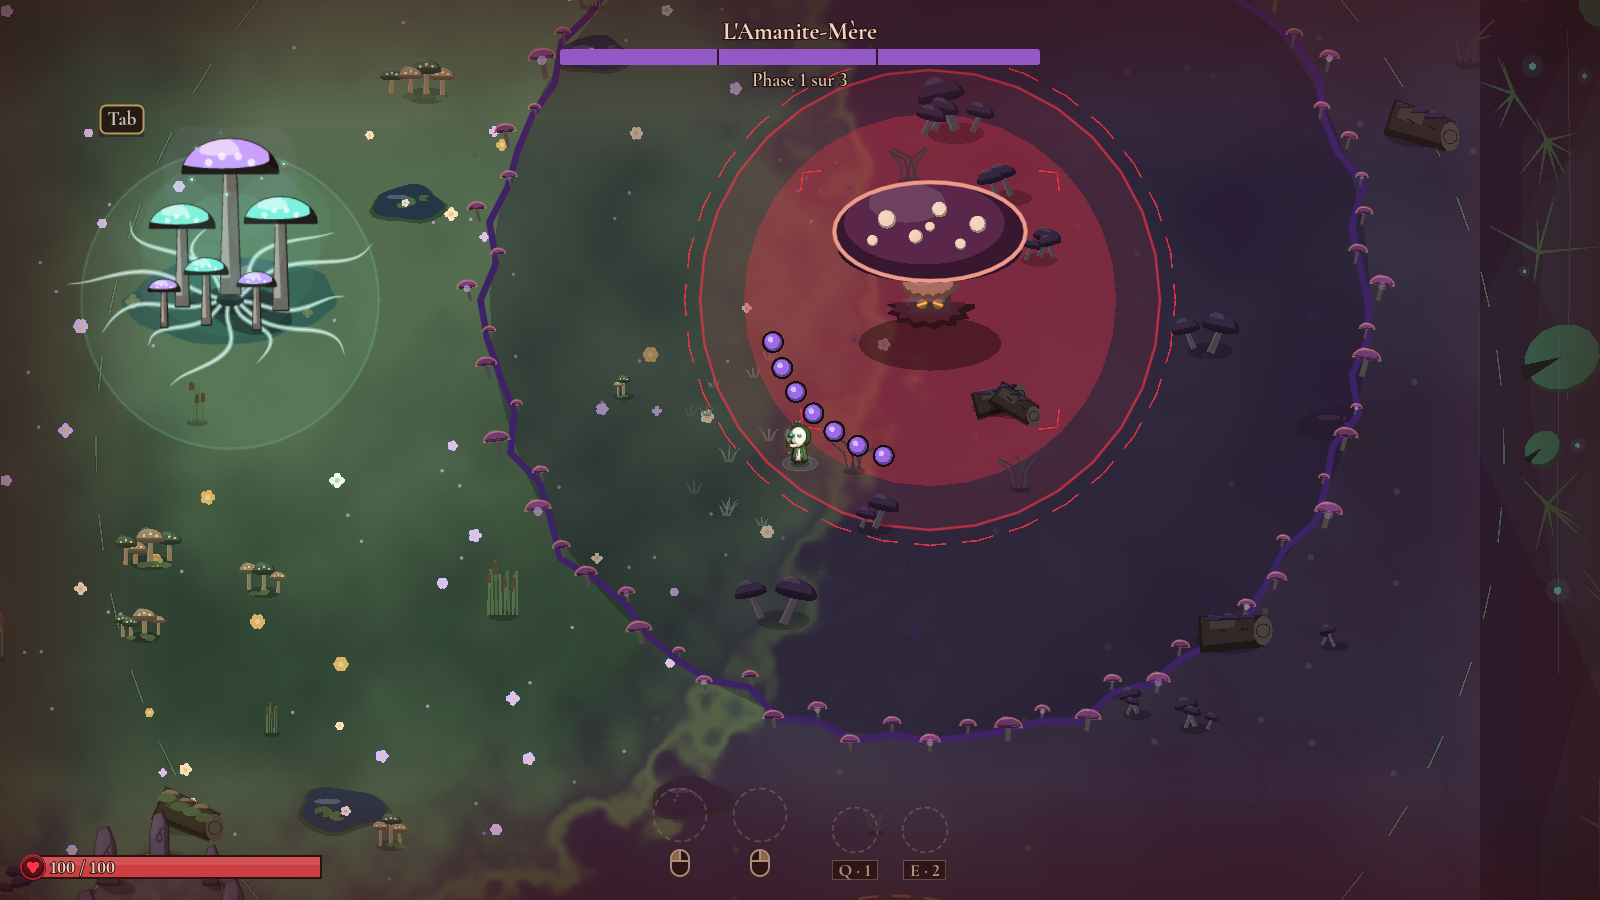 L'Amanite-Mère
Phase 1 sur 3
Tab
100 / 100
Q · 1
E · 2